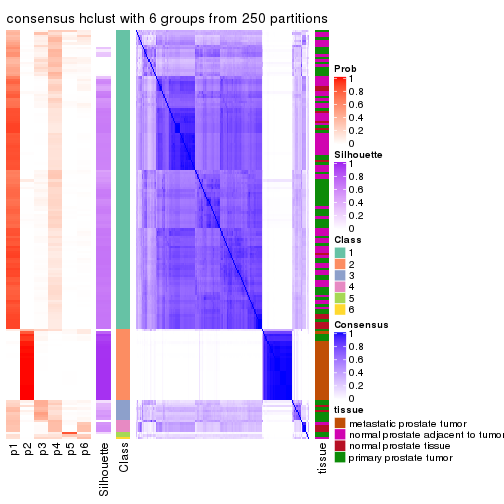 consensus hclust with 6 groups from 250 partitions
Prob
1
0.8
0.6
0.4
0.2
0
Silhouette
1
0.8
0.6
0.4
0.2
0
Class
1
2
3
4
5
6
Consensus
1
0.8
0.6
0.4
0.2
0
tissue
metastatic prostate tumor
normal prostate adjacent to tumor
normal prostate tissue
primary prostate tumor
p1
p2
p3
p4
p5
p6
Silhouette
Class
tissue